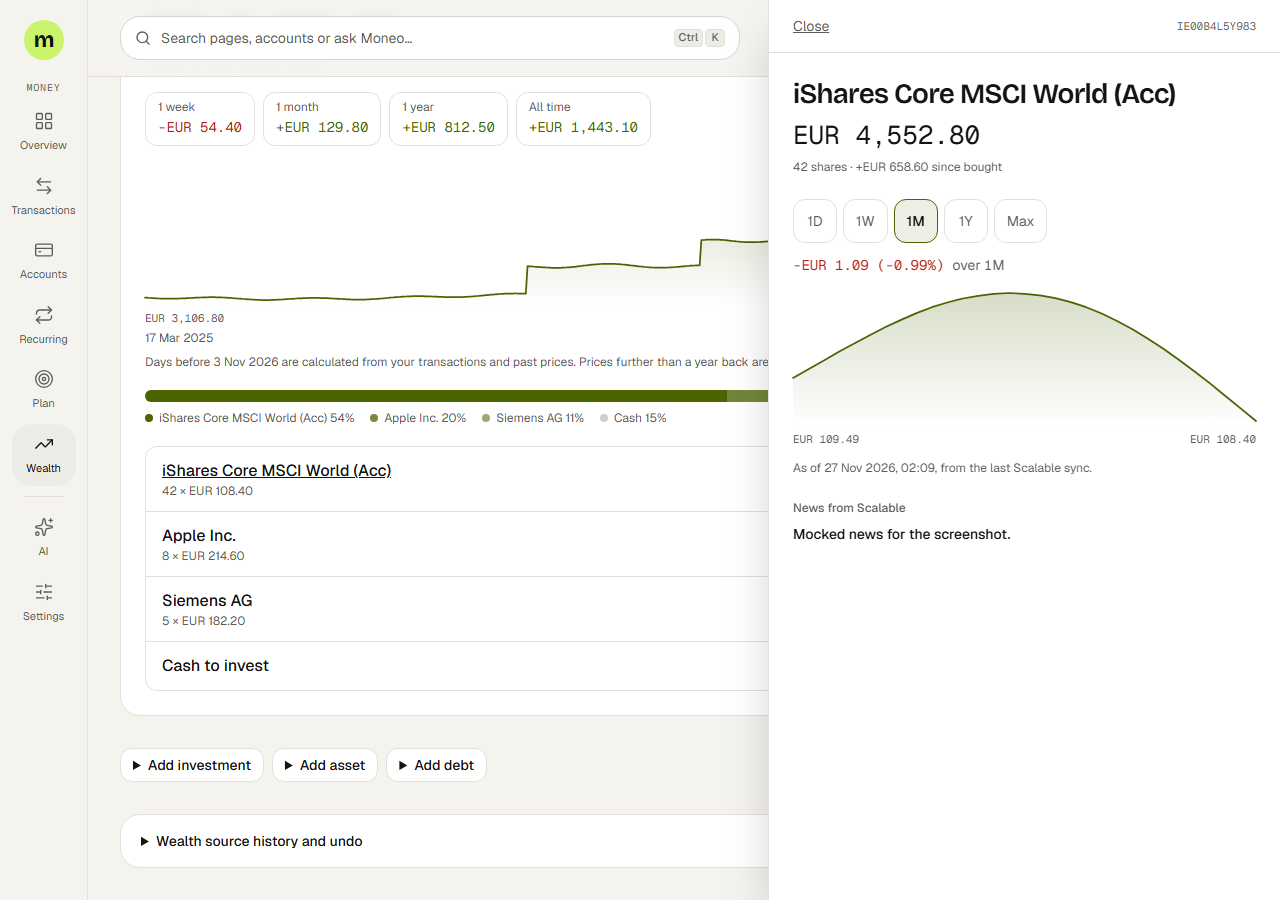 m
MONEY
Overview
Transactions
Accounts
Recurring
Plan
Wealth
AI
Settings
Search pages, accounts or ask Moneo... Ctrl K
1 week
-EUR 54.40
1 month
+EUR 129.80
1 year
+EUR 812.50
All time
+EUR 1,443.10
EUR 3,106.80
17 Mar 2025
Days before 3 Nov 2026 are calculated from your transactions and past prices. Prices further than a year back are
iShares Core MSCI World (Acc) 54% Apple Inc. 20% Siemens AG 11% Cash 15%
iShares Core MSCI World (Acc)
42 × EUR 108.40
Apple Inc.
8 × EUR 214.60
Siemens AG
5 × EUR 182.20
Cash to invest
Add investment
Add asset
Add debt
Wealth source history and undo
Close IE00B4L5Y983
iShares Core MSCI World (Acc)
EUR 4,552.80
42 shares · +EUR 658.60 since bought
1D 1W 1M 1Y Max
-EUR 1.09 (-0.99%) over 1M
EUR 109.49 EUR 108.40
As of 27 Nov 2026, 02:09, from the last Scalable sync.
News from Scalable
Mocked news for the screenshot.